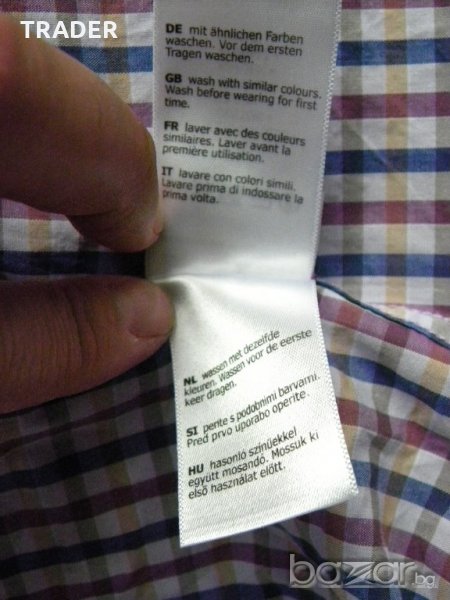 TRADER
DE mit ähnlichen Farben
waschen. Vor dem ersten
Tragen waschen.
GB wash with similar colours.
Wash before wearing for first
time.
FR laver avec des couleurs
similaires. Laver avant la
première utilisation.
IT lavare con colori simili.
Lavare prima di indossare la
prima volta.
NL wassen met dezelfde
kleuren. Wassen voor de eerste
keer dragen.
SI perite s podobnimi barvami.
Pred prvo uporabo operite.
HU hasonló színűekkel
együtt mosandó. Mossuk ki
első használat előtt.
bazar.bg